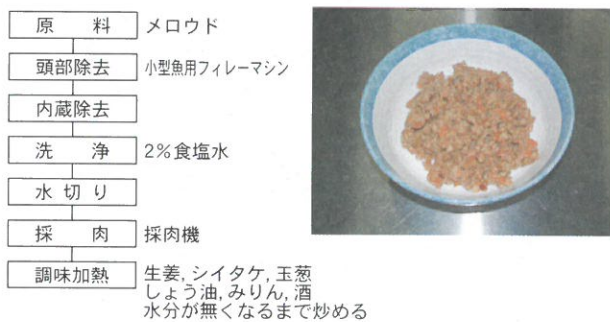 原　料 メロウド
頭部除去 小型魚用フィレーマシン
内蔵除去
洗　浄 2%食塩水
水切り
採　肉 採肉機
調味加熱 生姜, シイタケ, 玉葱
しょう油, みりん, 酒
水分が無くなるまで炒める